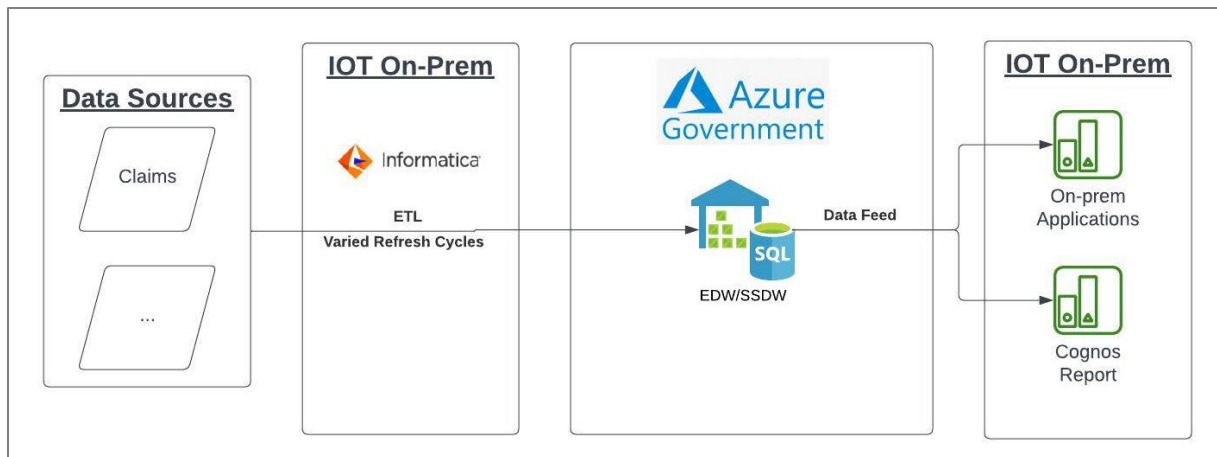 Data Sources
Claims
...
IOT On-Prem
Informatica
ETL
Varied Refresh Cycles
Azure
Government
SQL
EDW/SSDW
Data Feed
IOT On-Prem
On-prem
Applications
Cognos
Report